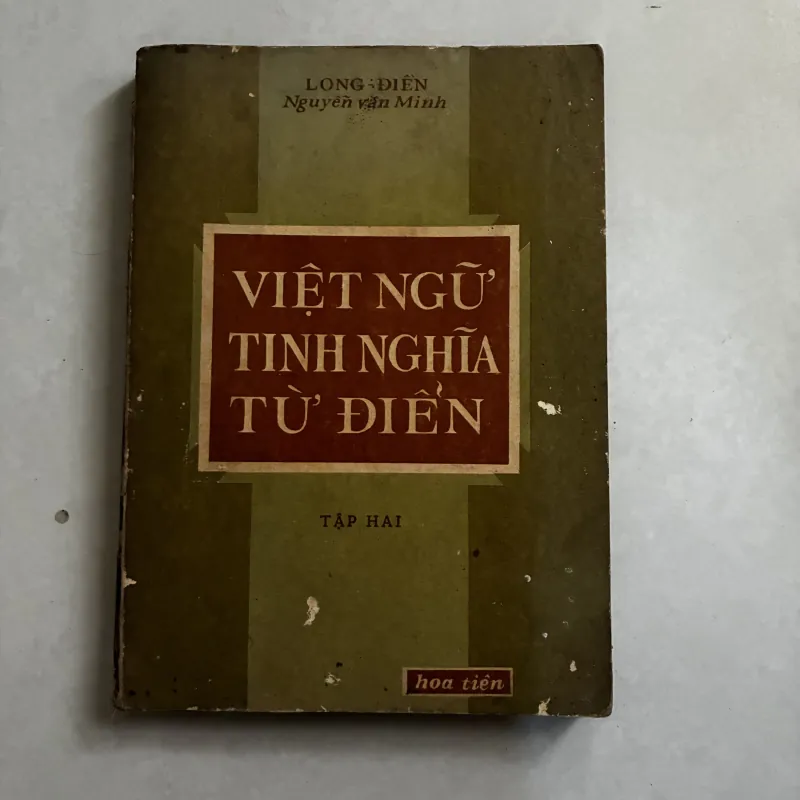 LONG-ĐIỀN
Nguyễn văn Minh
VIỆT NGỮ
TINH NGHĨA
TỪ ĐIỂN
TẬP HAI
hoa tiên